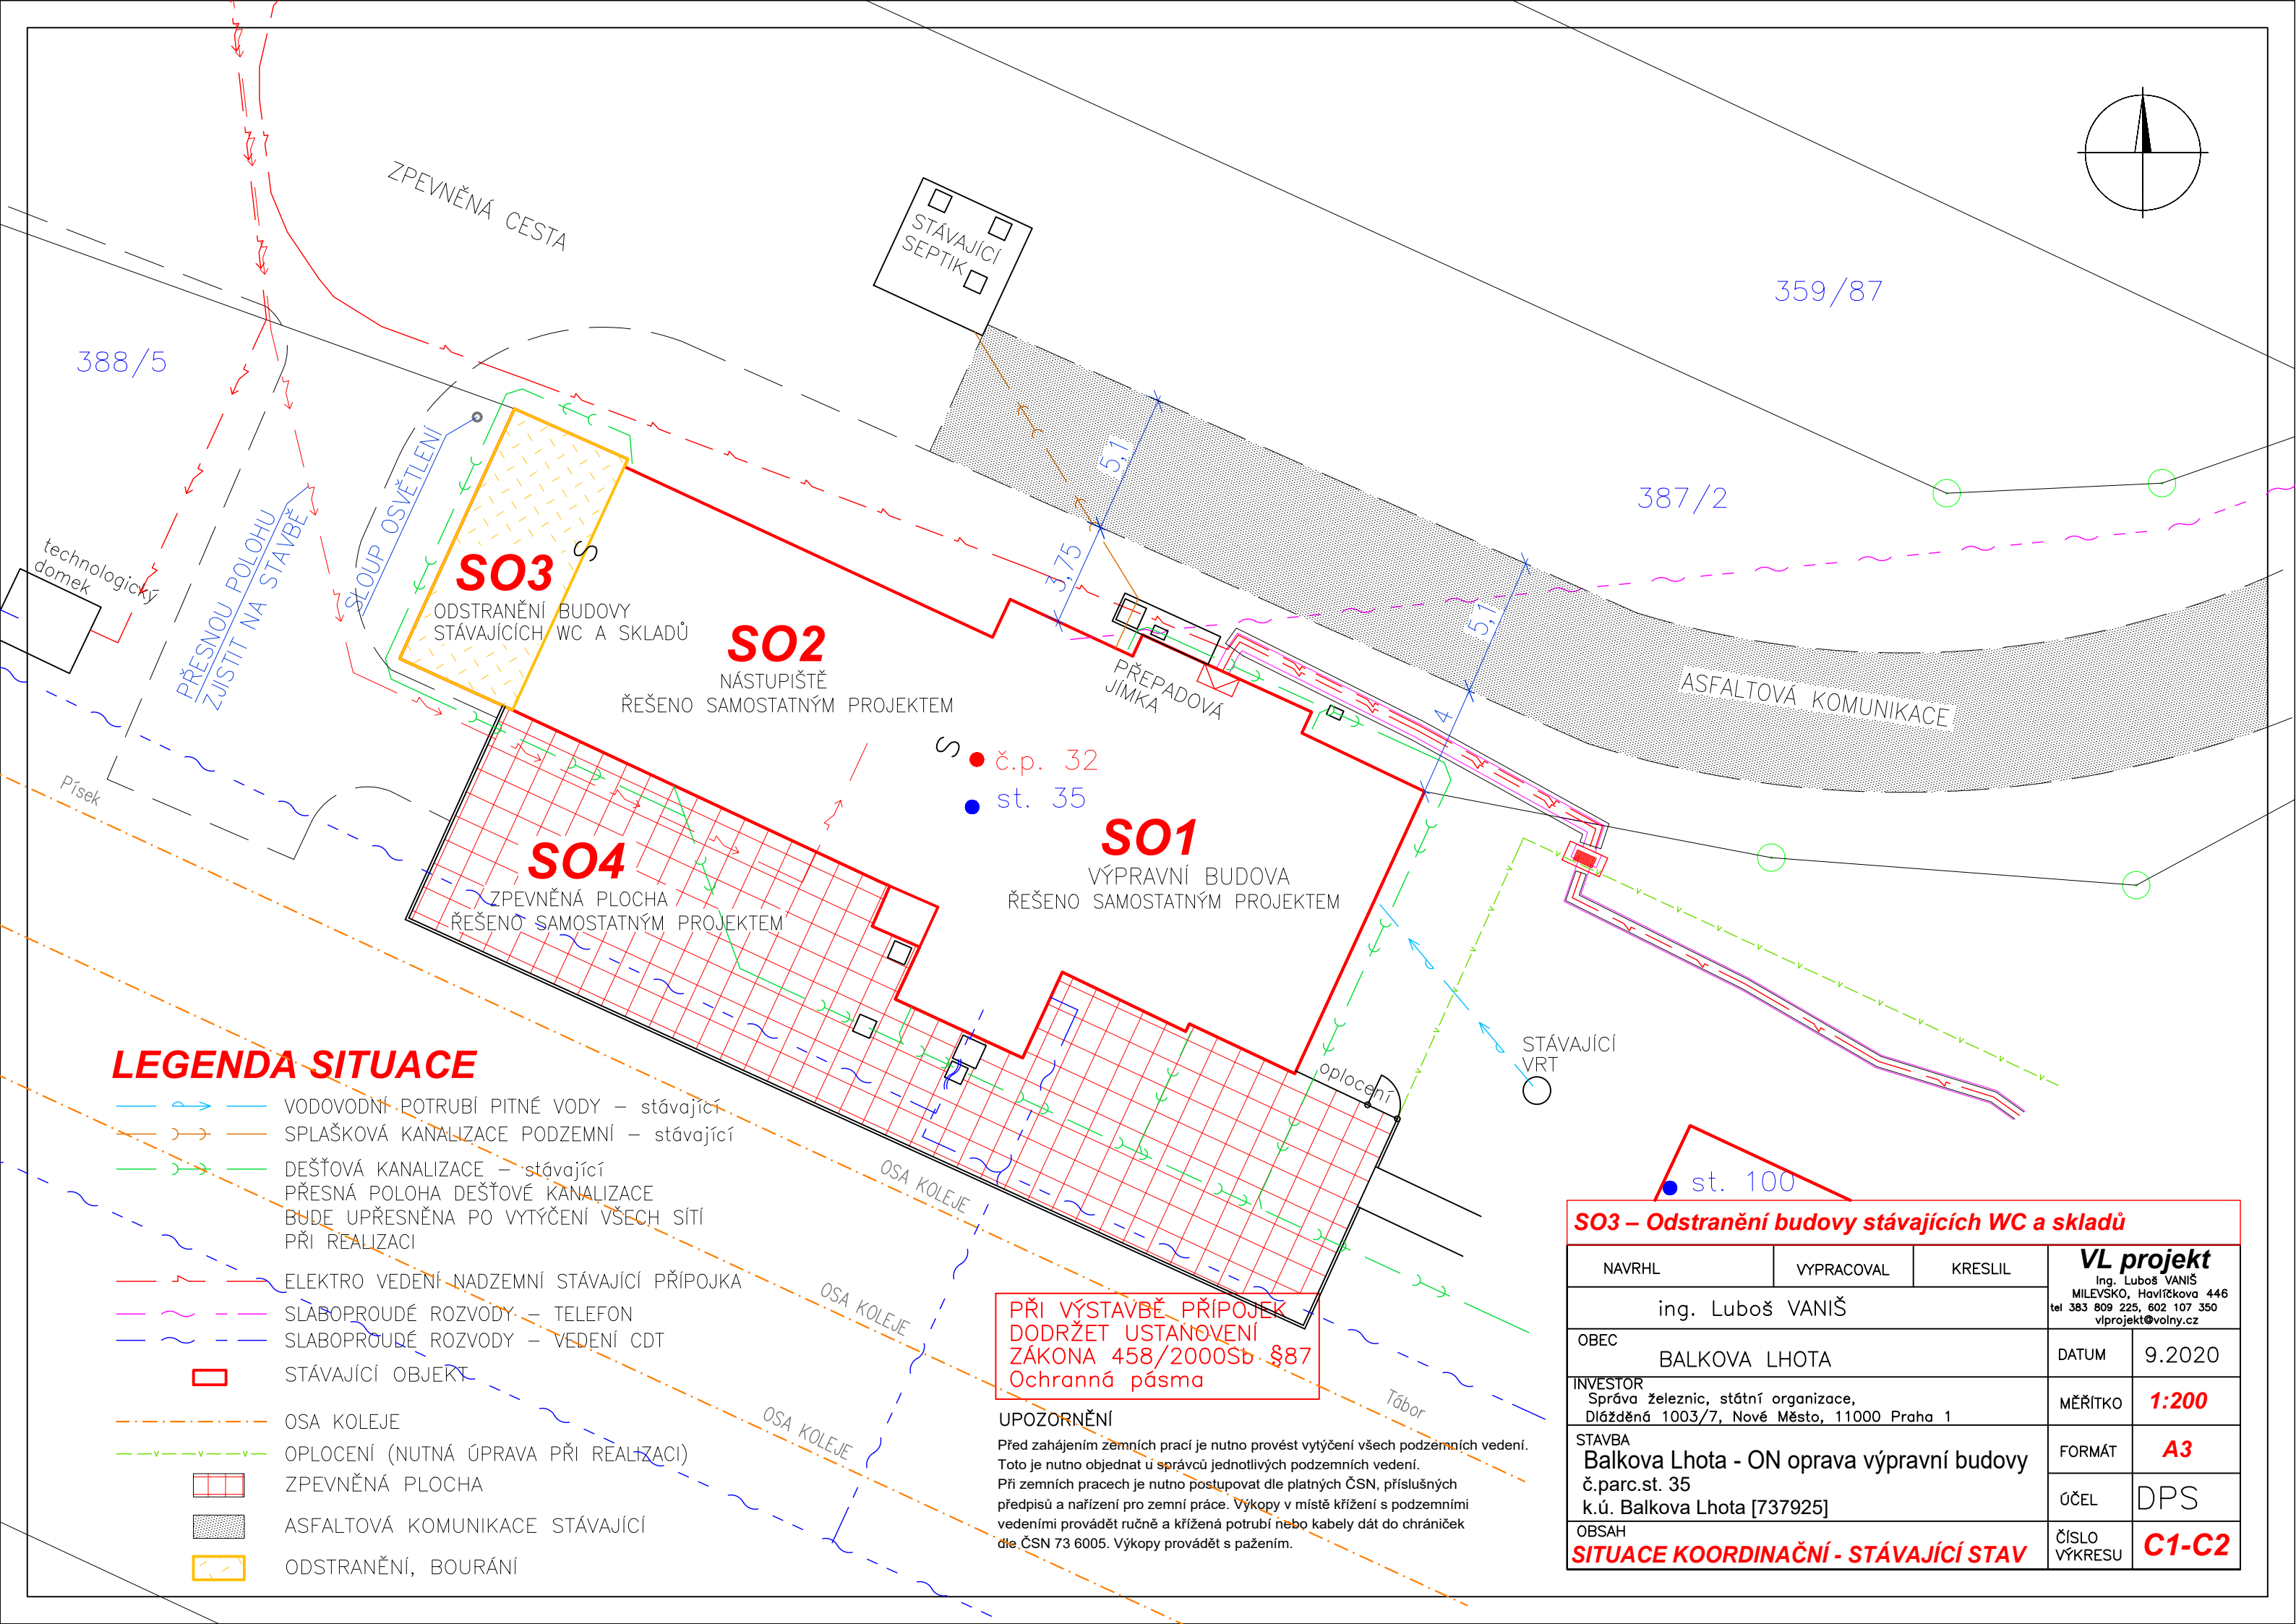 ZPEVNĚNÁ CESTA
STÁVAJÍCÍ
SEPTIK
359/87
388/5
387/2
5,1
3,75
5,1
4
SLOUP OSVĚTLENÍ
PŘESNOU POLOHU
ZJISTIT NA STAVBĚ
technologický
domek
SO3
ODSTRANĚNÍ BUDOVY
STÁVAJÍCÍCH WC A SKLADŮ
S
SO2
NÁSTUPIŠTĚ
ŘEŠENO SAMOSTATNÝM PROJEKTEM
PŘEPADOVÁ
JÍMKA
ASFALTOVÁ KOMUNIKACE
S
č.p. 32
st. 35
Písek
SO1
VÝPRAVNÍ BUDOVA
ŘEŠENO SAMOSTATNÝM PROJEKTEM
SO4
ZPEVNĚNÁ PLOCHA
ŘEŠENO SAMOSTATNÝM PROJEKTEM
STÁVAJÍCÍ
VRT
oplocení
OSA KOLEJE
OSA KOLEJE
OSA KOLEJE
Tábor
st. 100
LEGENDA SITUACE
VODOVODNÍ POTRUBÍ PITNÉ VODY – stávající
SPLAŠKOVÁ KANALIZACE PODZEMNÍ – stávající
DEŠŤOVÁ KANALIZACE – stávající
PŘESNÁ POLOHA DEŠŤOVÉ KANALIZACE
BUDE UPŘESNĚNA PO VYTÝČENÍ VŠECH SÍTÍ
PŘI REALIZACI
ELEKTRO VEDENÍ NADZEMNÍ STÁVAJÍCÍ PŘÍPOJKA
SLABOPROUDÉ ROZVODY – TELEFON
SLABOPROUDÉ ROZVODY – VEDENÍ CDT
STÁVAJÍCÍ OBJEKT
OSA KOLEJE
OPLOCENÍ (NUTNÁ ÚPRAVA PŘI REALIZACI)
ZPEVNĚNÁ PLOCHA
ASFALTOVÁ KOMUNIKACE STÁVAJÍCÍ
ODSTRANĚNÍ, BOURÁNÍ
PŘI VÝSTAVBĚ PŘÍPOJEK
DODRŽET USTANOVENÍ
ZÁKONA 458/2000Sb §87
Ochranná pásma
UPOZORNĚNÍ
Před zahájením zemních prací je nutno provést vytýčení všech podzemních vedení.
Toto je nutno objednat u správců jednotlivých podzemních vedení.
Při zemních pracech je nutno postupovat dle platných ČSN, příslušných
předpisů a nařízení pro zemní práce. Výkopy v místě křížení s podzemními
vedeními provádět ručně a křížená potrubí nebo kabely dát do chrániček
dle ČSN 73 6005. Výkopy provádět s pažením.
SO3 – Odstranění budovy stávajících WC a skladů
NAVRHL
VYPRACOVAL
KRESLIL
ing. Luboš VANIŠ
VL projekt
Ing. Luboš VANIŠ
MILEVSKO, Havlíčkova 446
tel 383 809 225, 602 107 350
vlprojekt@volny.cz
OBEC
BALKOVA LHOTA
DATUM
9.2020
INVESTOR
Správa železnic, státní organizace,
Dlážděná 1003/7, Nové Město, 11000 Praha 1
MĚŘÍTKO
1:200
STAVBA
Balkova Lhota - ON oprava výpravní budovy
č.parc.st. 35
k.ú. Balkova Lhota [737925]
FORMÁT
A3
ÚČEL
DPS
OBSAH
SITUACE KOORDINAČNÍ - STÁVAJÍCÍ STAV
ČÍSLO
VÝKRESU
C1-C2